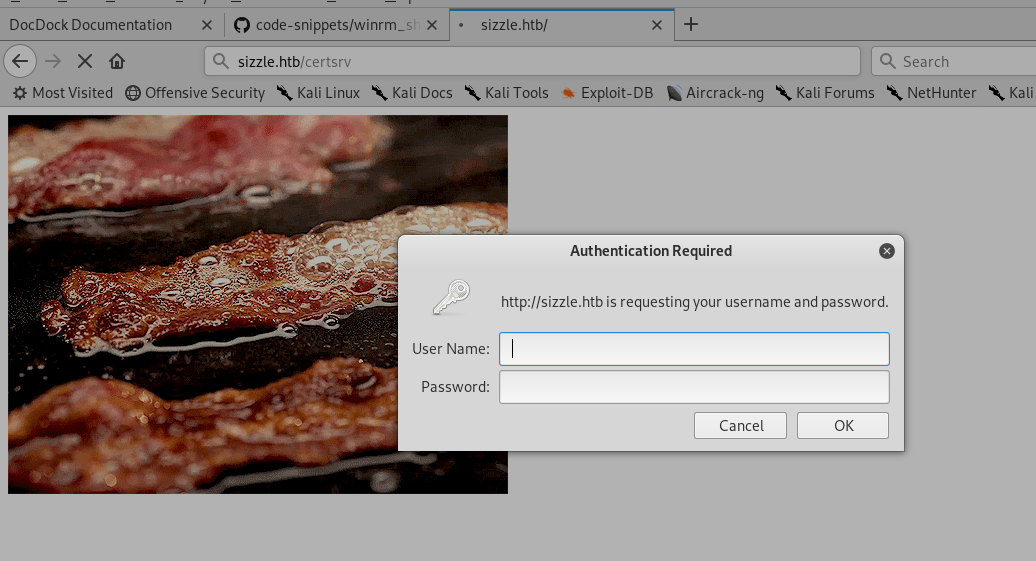 DocDock Documentation
code-snippets/winrm_sh
sizzle.htb/
sizzle.htb/certsrv
Search
Most Visited
Offensive Security
Kali Linux
Kali Docs
Kali Tools
Exploit-DB
Aircrack-ng
Kali Forums
NetHunter
Kali
Authentication Required
http://sizzle.htb is requesting your username and password.
User Name:
Password:
Cancel
OK